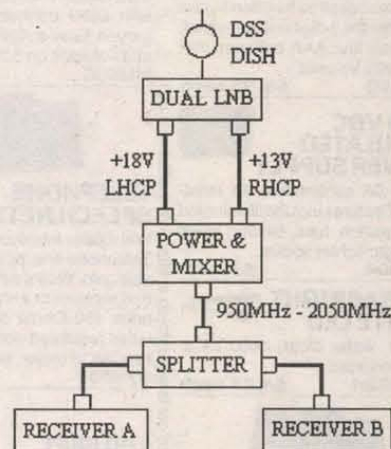 DSS
DISH
DUAL LNB
+18V
LHCP
+13V
RHCP
POWER &
MIXER
950MHz - 2050MHz
SPLITTER
RECEIVER A
RECEIVER B